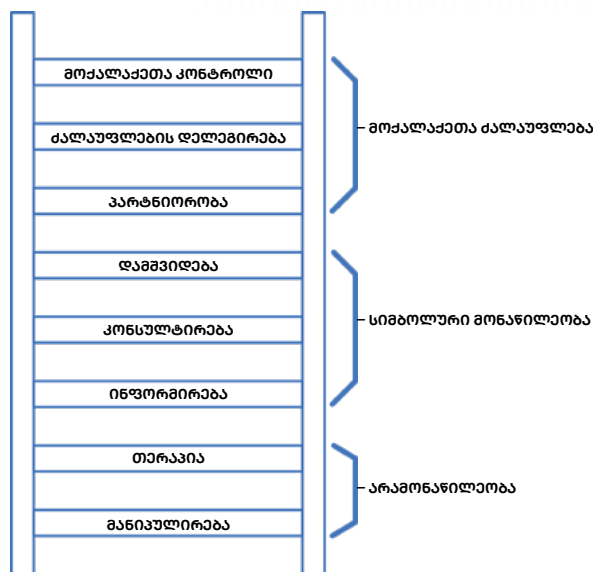 მოქალაქეთა კონტროლი
ძალაუფლების დელეგირება
მოქალაქეთა ძალაუფლება
პარტნიორობა
დამშვიდება
კონსულტირება
სიმბოლური მონაწილეობა
ინფორმირება
თერაპია
არამონაწილეობა
მანიპულირება